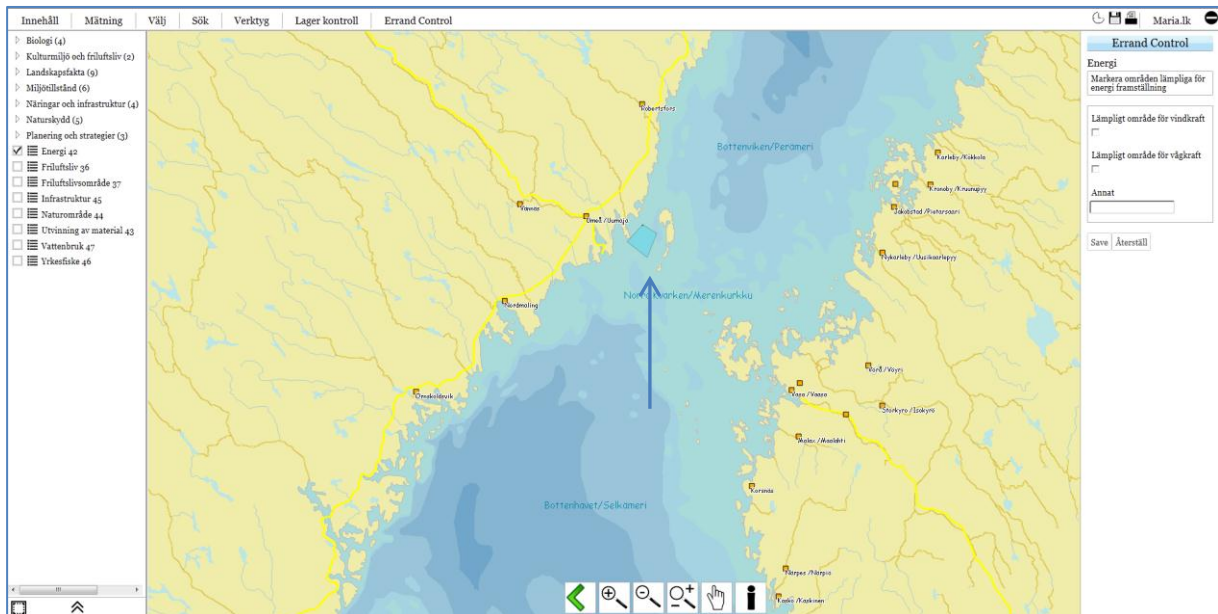 Innehåll Mätning Välj Sök Verktyg Lager kontroll Errand Control Maria.lk
Biologi (4)
Kulturmiljö och friluftsliv (2)
Landskapsfakta (9)
Miljötillstånd (6)
Näringar och infrastruktur (4)
Naturskydd (5)
Planering och strategier (3)
Energi 42
Friluftsliv 36
Friluftslivsområde 37
Infrastruktur 45
Naturområde 44
Utvinning av material 43
Vattenbruk 47
Yrkesfiske 46
Robertsfors
Bottenviken/Perämeri
Karleby/Kokkola
Kronoby/Kruunupyy
Vännäs
Jakobstad/Pietarsaari
Umeå/Uumaja
Nykarleby/Uusikaarlepyy
Nordmaling
Vörå/Vöyri
Örnsköldsvik
Vasa/Vaasa
Storkyro/Isokyrö
Malax/Maalahti
Korsnäs
Bottenhavet/Selkämeri
Närpes/Närpiö
Kaskö/Kaskinen
Errand Control
Energi
Markera områden lämpliga för
energi framställning
Lämpligt område för vindkraft
Lämpligt område för vågkraft
Annat
Save Återställ